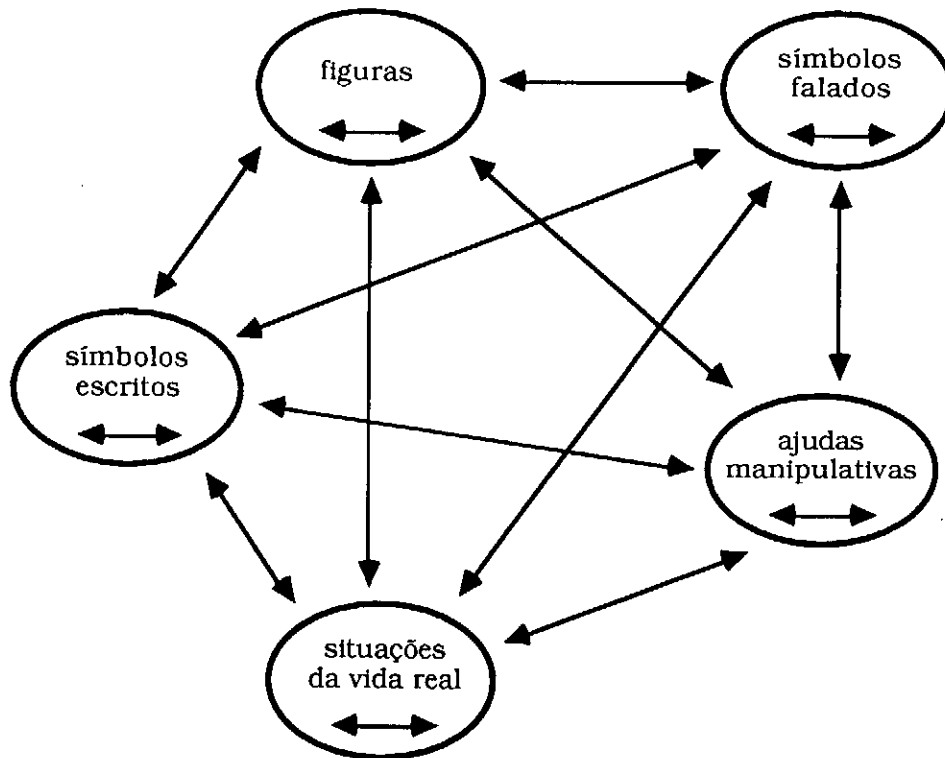 figuras
símbolos
falados
símbolos
escritos
ajudas
manipulativas
situações
da vida real